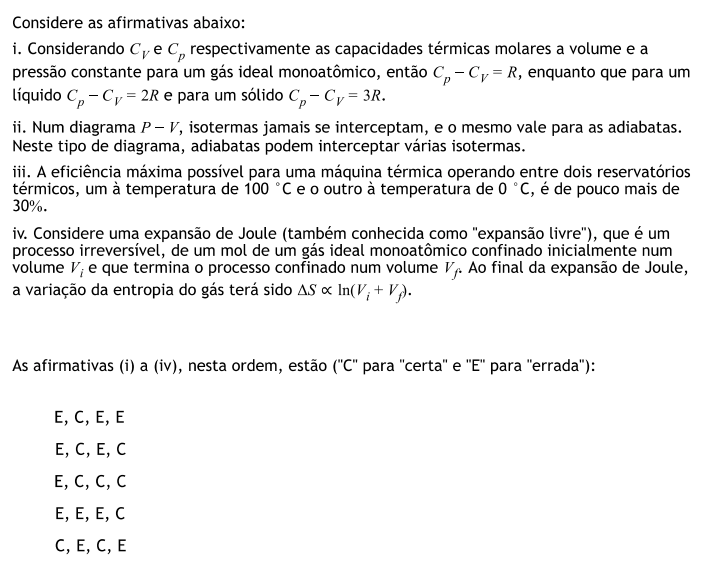 Considere as afirmativas abaixo:
i. Considerando C_V e C_p respectivamente as capacidades térmicas molares a volume e a
pressão constante para um gás ideal monoatômico, então C_p − C_V = R, enquanto que para um
líquido C_p − C_V = 2R e para um sólido C_p − C_V = 3R.
ii. Num diagrama P − V, isotermas jamais se interceptam, e o mesmo vale para as adiabatas.
Neste tipo de diagrama, adiabatas podem interceptar várias isotermas.
iii. A eficiência máxima possível para uma máquina térmica operando entre dois reservatórios
térmicos, um à temperatura de 100 °C e o outro à temperatura de 0 °C, é de pouco mais de
30%.
iv. Considere uma expansão de Joule (também conhecida como "expansão livre"), que é um
processo irreversível, de um mol de um gás ideal monoatômico confinado inicialmente num
volume V_i e que termina o processo confinado num volume V_f. Ao final da expansão de Joule,
a variação da entropia do gás terá sido ΔS ∝ ln(V_i + V_f).
As afirmativas (i) a (iv), nesta ordem, estão ("C" para "certa" e "E" para "errada"):
E, C, E, E
E, C, E, C
E, C, C, C
E, E, E, C
C, E, C, E